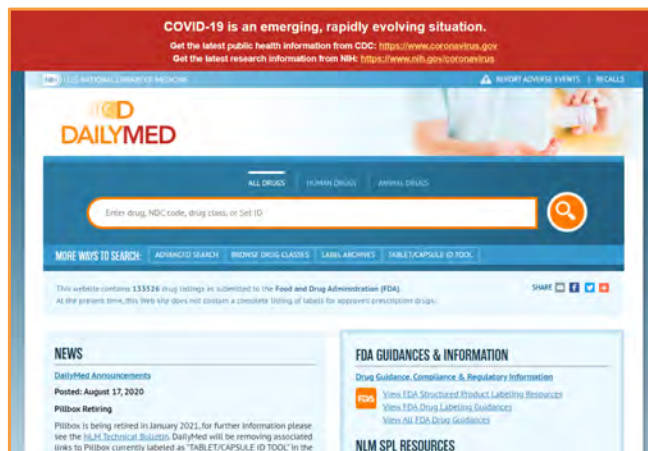 COVID-19 is an emerging, rapidly evolving situation.
Get the latest public health information from CDC: https://www.coronavirus.gov
Get the latest research information from NIH: https://www.nih.gov/coronavirus
NIH U.S. NATIONAL LIBRARY OF MEDICINE
REPORT ADVERSE EVENTS | RECALLS
DAILYMED
ALL DRUGS
HUMAN DRUGS
ANIMAL DRUGS
Enter drug, NDC code, drug class, or Set ID
MORE WAYS TO SEARCH:
ADVANCED SEARCH
BROWSE DRUG CLASSES
LABEL ARCHIVES
TABLET/CAPSULE ID TOOL
This website contains 133526 drug listings as submitted to the Food and Drug Administration (FDA).
At the present time, this Web site does not contain a complete listing of labels for approved prescription drugs.
SHARE
NEWS
DailyMed Announcements
Posted: August 17, 2020
Pillbox Retiring
Pillbox is being retired in January 2021, for further information please
see the NLM Technical Bulletin. DailyMed will be removing associated
links to Pillbox currently labeled as "TABLET/CAPSULE ID TOOL" in the
FDA GUIDANCES & INFORMATION
Drug Guidance, Compliance & Regulatory Information
FDA
View FDA Structured Product Labeling Resources
View FDA Drug Labeling Guidances
View All FDA Drug Guidances
NLM SPL RESOURCES